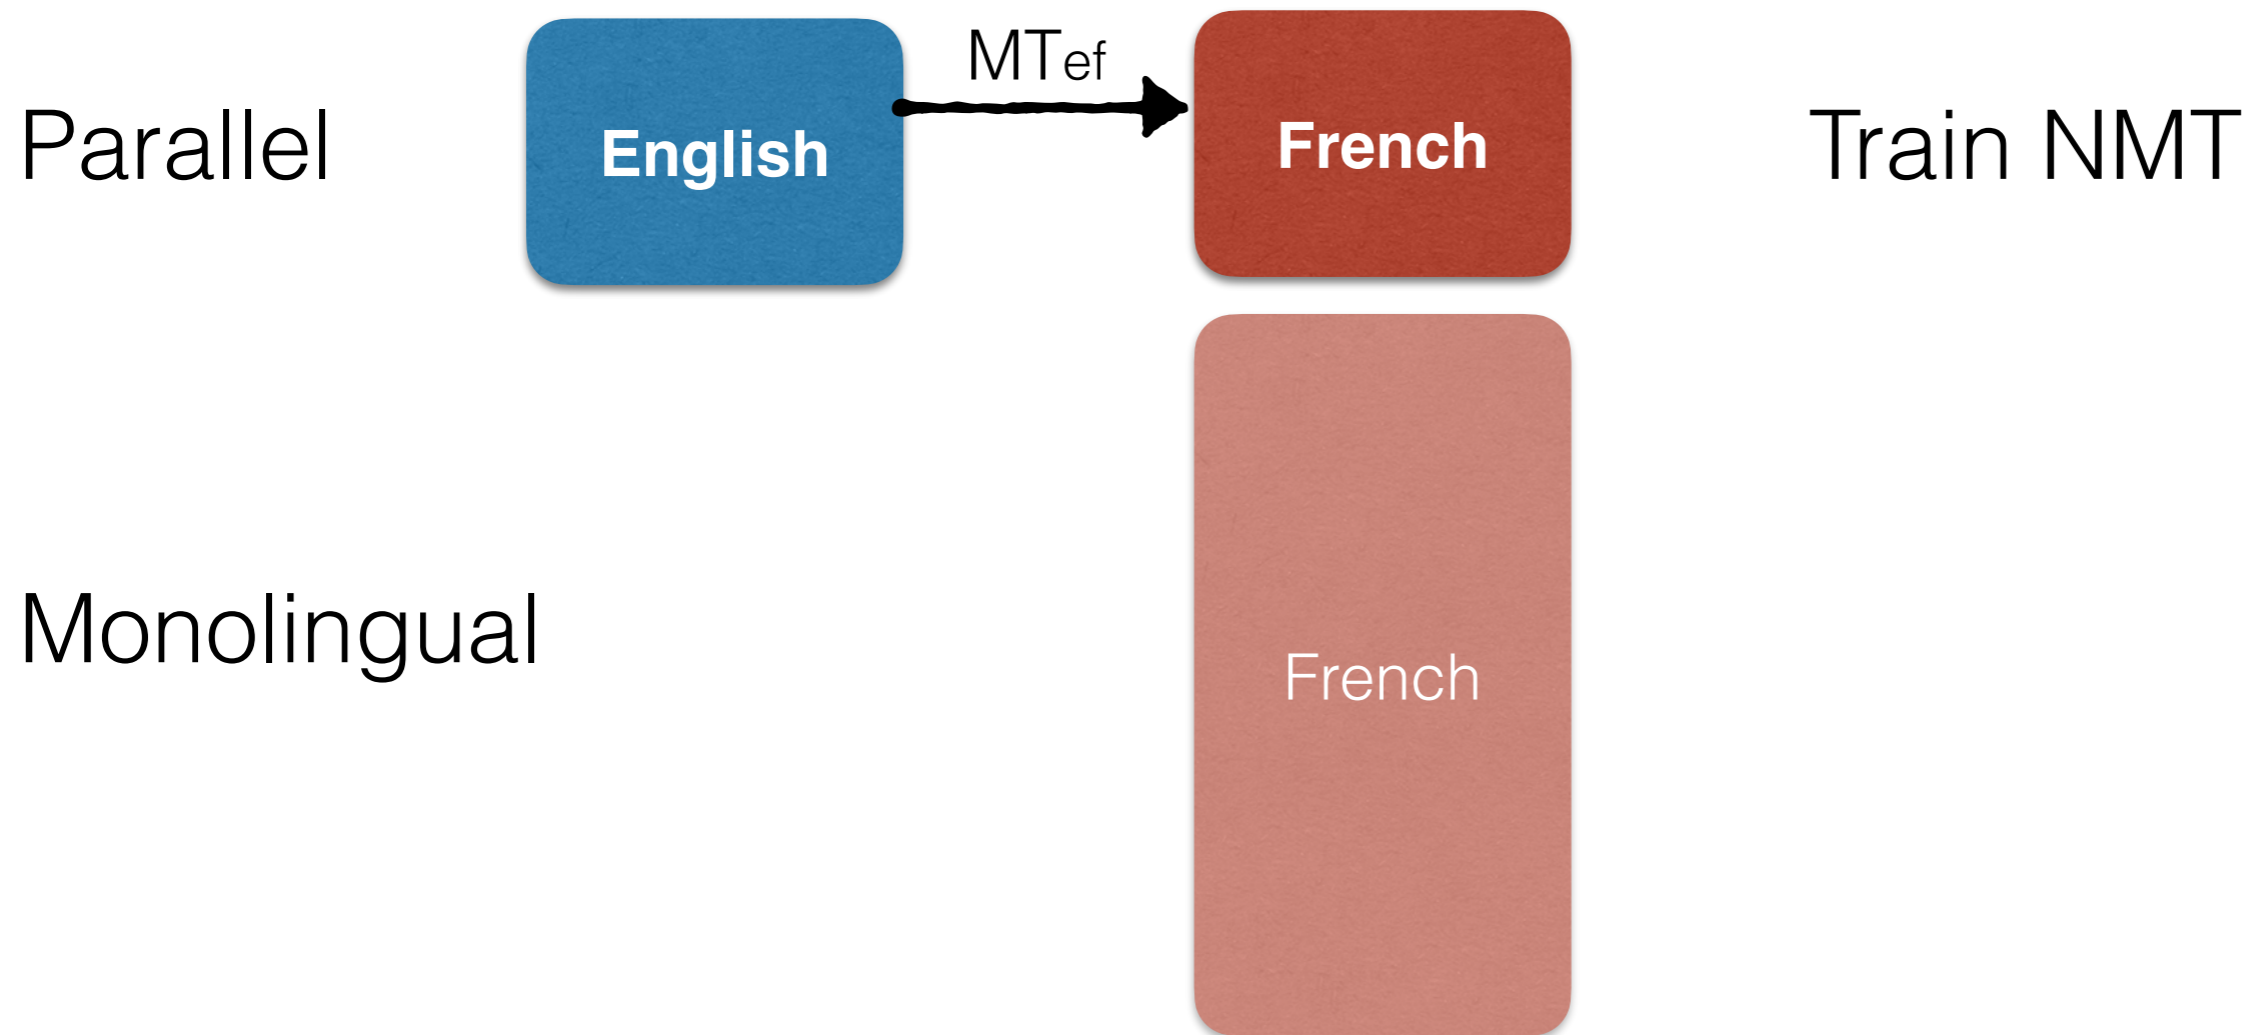 Parallel
English
MTef
French
Train NMT
Monolingual
French